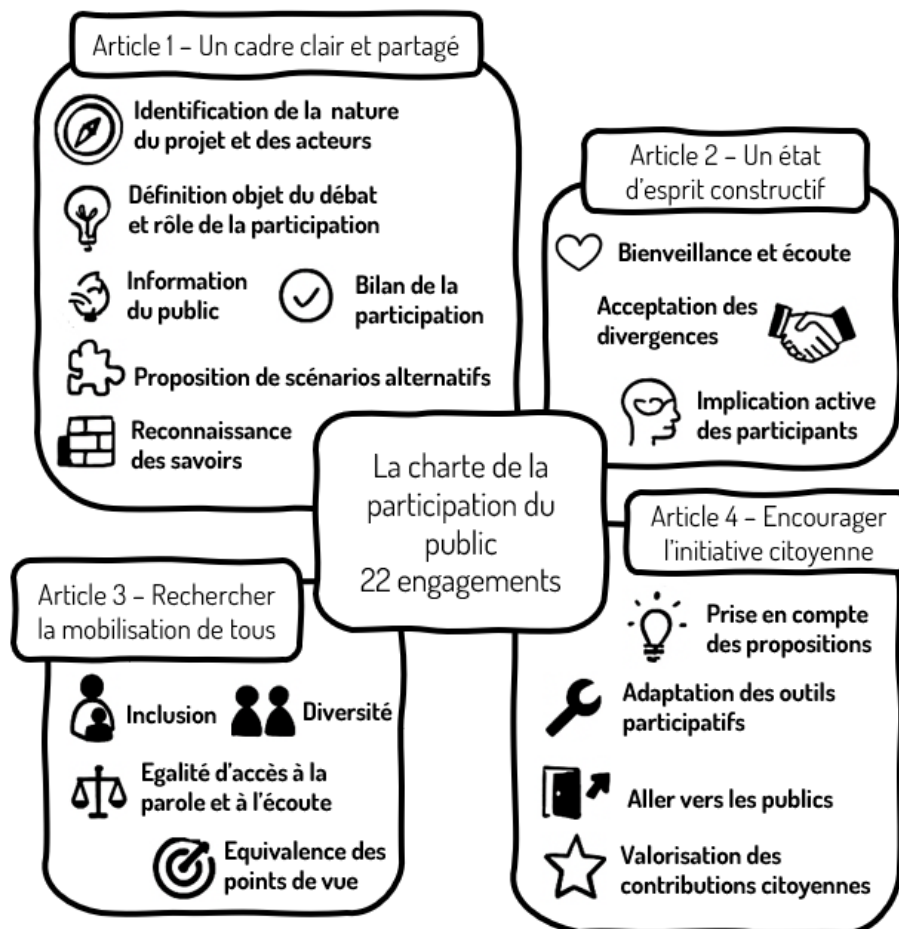 Article 1 – Un cadre clair et partagé
Identification de la nature
du projet et des acteurs
Définition objet du débat
et rôle de la participation
Information
du public
Bilan de la
participation
Proposition de scénarios alternatifs
Reconnaissance
des savoirs
Article 2 – Un état
d'esprit constructif
Bienveillance et écoute
Acceptation des
divergences
Implication active
des participants
La charte de la
participation du
public
22 engagements
Article 3 – Rechercher
la mobilisation de tous
Inclusion
Diversité
Egalité d'accès à la
parole et à l'écoute
Equivalence des
points de vue
Article 4 – Encourager
l'initiative citoyenne
Prise en compte
des propositions
Adaptation des outils
participatifs
Aller vers les publics
Valorisation des
contributions citoyennes